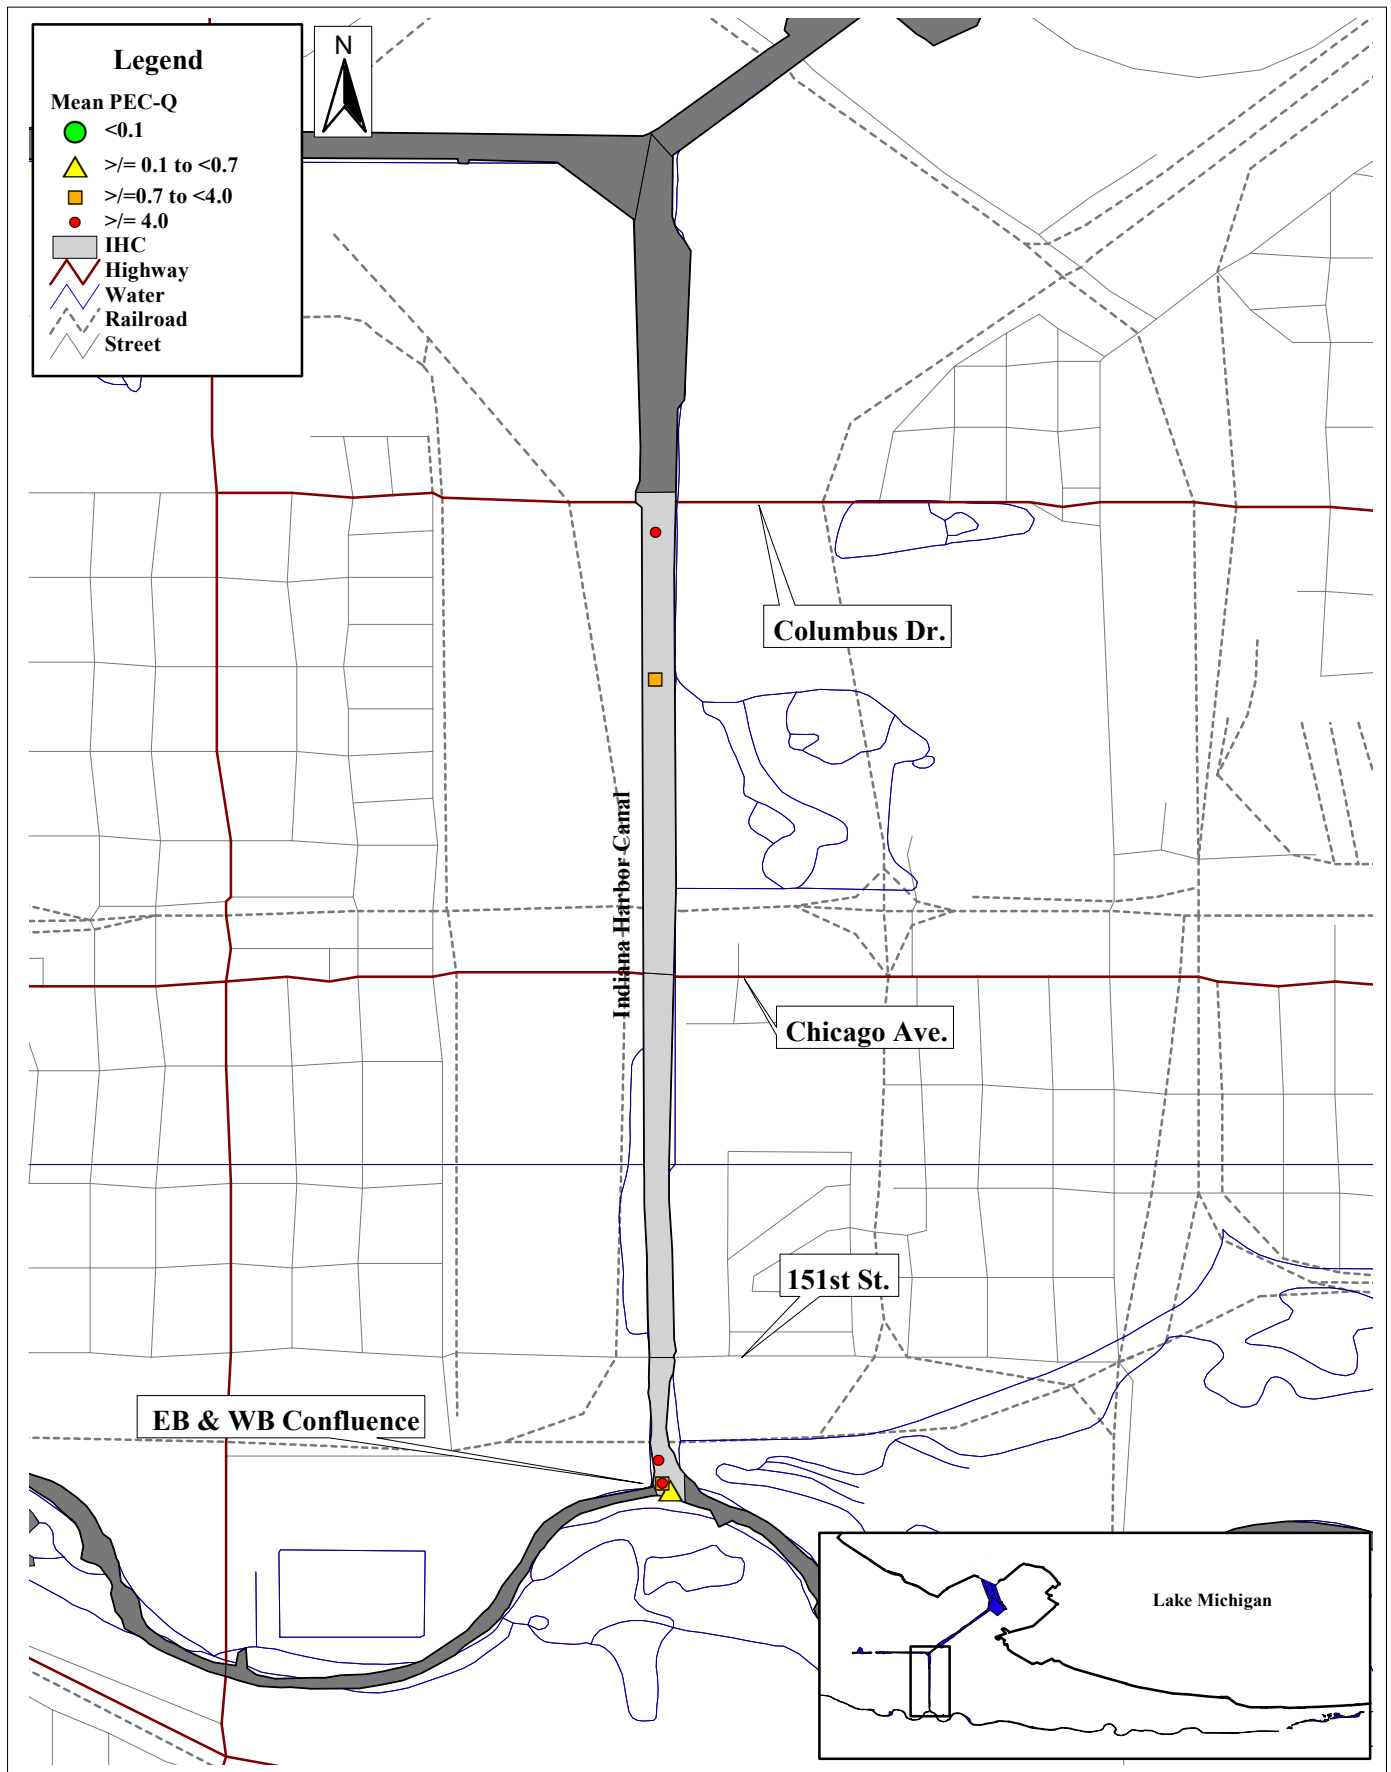 Legend
N
Mean PEC-Q
<0.1
>/= 0.1 to <0.7
>/=0.7 to <4.0
>/= 4.0
IHC
Highway
Water
Railroad
Street
Columbus Dr.
Indiana Harbor Canal
Chicago Ave.
151st St.
EB & WB Confluence
Lake Michigan